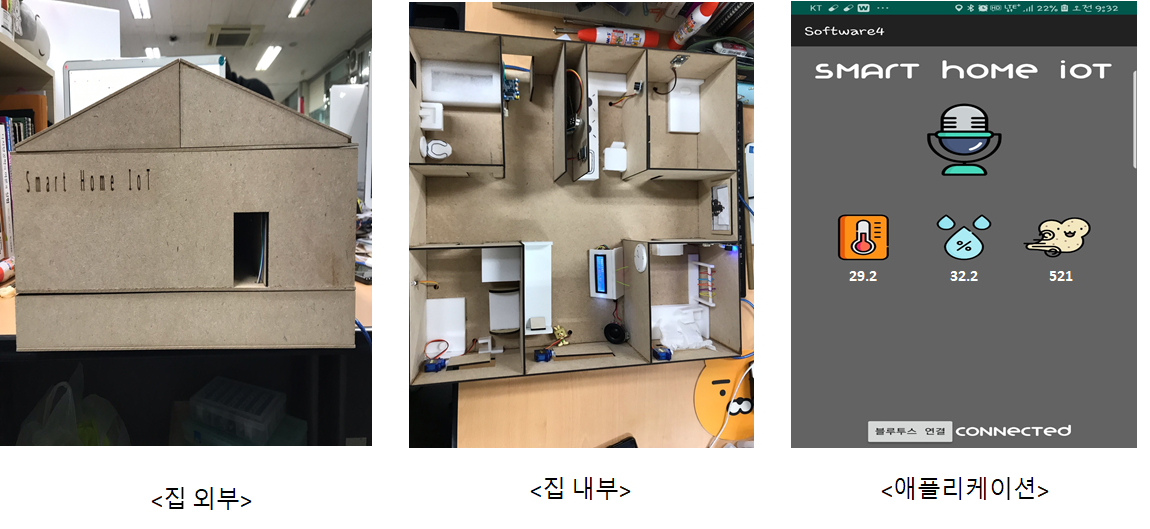 Smart Home IoT
KT 22% 오전 9:32
Software4
smart home iot
29.2 32.2 521
블루투스 연결 connected
<집 외부> <집 내부> <애플리케이션>